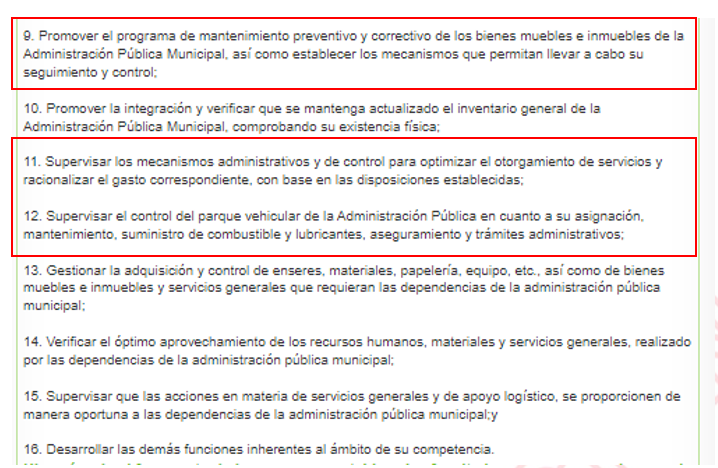 9. Promover el programa de mantenimiento preventivo y correctivo de los bienes muebles e inmuebles de la
Administración Pública Municipal, así como establecer los mecanismos que permitan llevar a cabo su
seguimiento y control;
10. Promover la integración y verificar que se mantenga actualizado el inventario general de la
Administración Pública Municipal, comprobando su existencia física;
11. Supervisar los mecanismos administrativos y de control para optimizar el otorgamiento de servicios y
racionalizar el gasto correspondiente, con base en las disposiciones establecidas;
12. Supervisar el control del parque vehicular de la Administración Pública en cuanto a su asignación,
mantenimiento, suministro de combustible y lubricantes, aseguramiento y trámites administrativos;
13. Gestionar la adquisición y control de enseres, materiales, papelería, equipo, etc., así como de bienes
muebles e inmuebles y servicios generales que requieran las dependencias de la administración pública
municipal;
14. Verificar el óptimo aprovechamiento de los recursos humanos, materiales y servicios generales, realizado
por las dependencias de la administración pública municipal;
15. Supervisar que las acciones en materia de servicios generales y de apoyo logístico, se proporcionen de
manera oportuna a las dependencias de la administración pública municipal;y
16. Desarrollar las demás funciones inherentes al ámbito de su competencia.